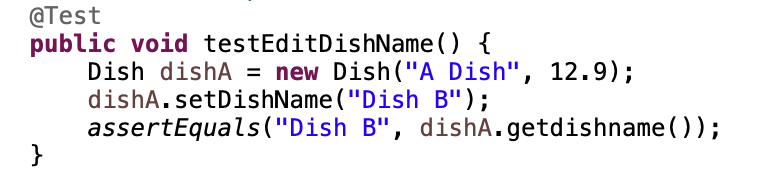 @Test
public void testEditDishName() {
    Dish dishA = new Dish("A Dish", 12.9);
    dishA.setDishName("Dish B");
    assertEquals("Dish B", dishA.getdishname());
}